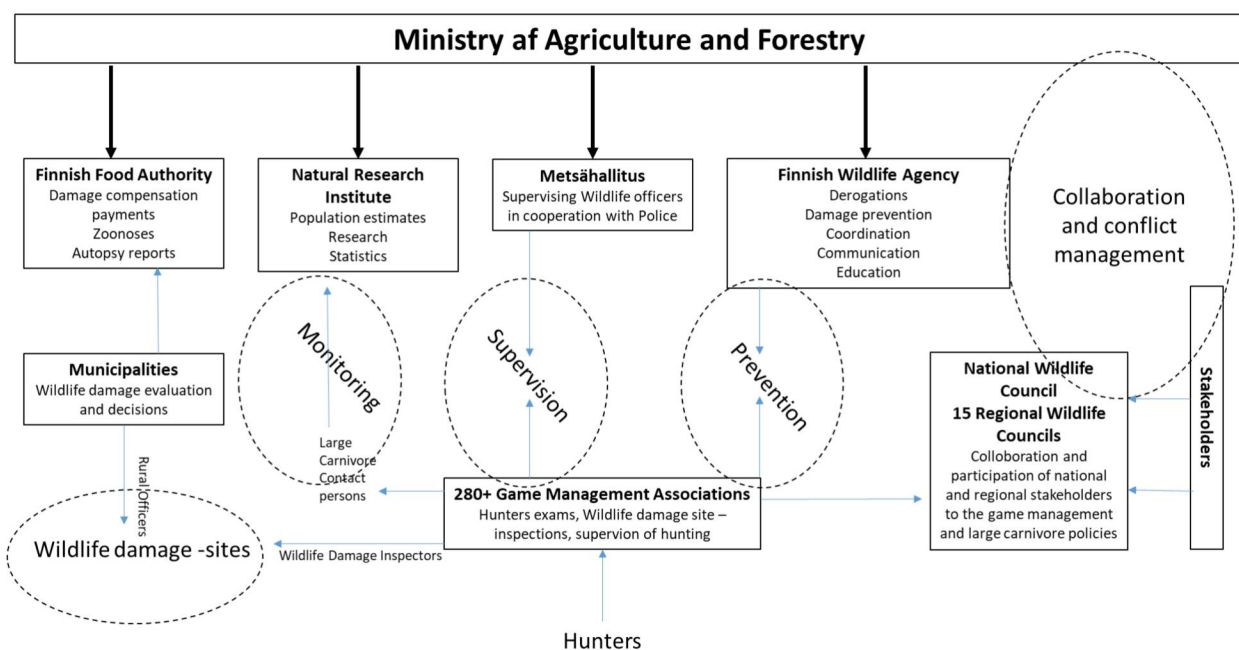 Ministry af Agriculture and Forestry
Finnish Food Authority
Damage compensation
payments
Zoonoses
Autopsy reports
Natural Research
Institute
Population estimates
Research
Statistics
Metsähallitus
Supervising Wildlife officers
in cooperation with Police
Finnish Wildlife Agency
Derogations
Damage prevention
Coordination
Communication
Education
Collaboration
and conflict
management
Monitoring
Supervision
Prevention
Municipalities
Wildlife damage evaluation
and decisions
National Wildlife
Council
15 Regional Wildlife
Councils
Colloboration and
participation of national
and regional stakeholders
to the game management
and large carnivore policies
Stakeholders
Large
Carnivore
Contact
persons
Rural Officers
280+ Game Management Associations
Hunters exams, Wildlife damage site –
inspections, supervion of hunting
Wildlife damage -sites
Wildlife Damage Inspectors
Hunters